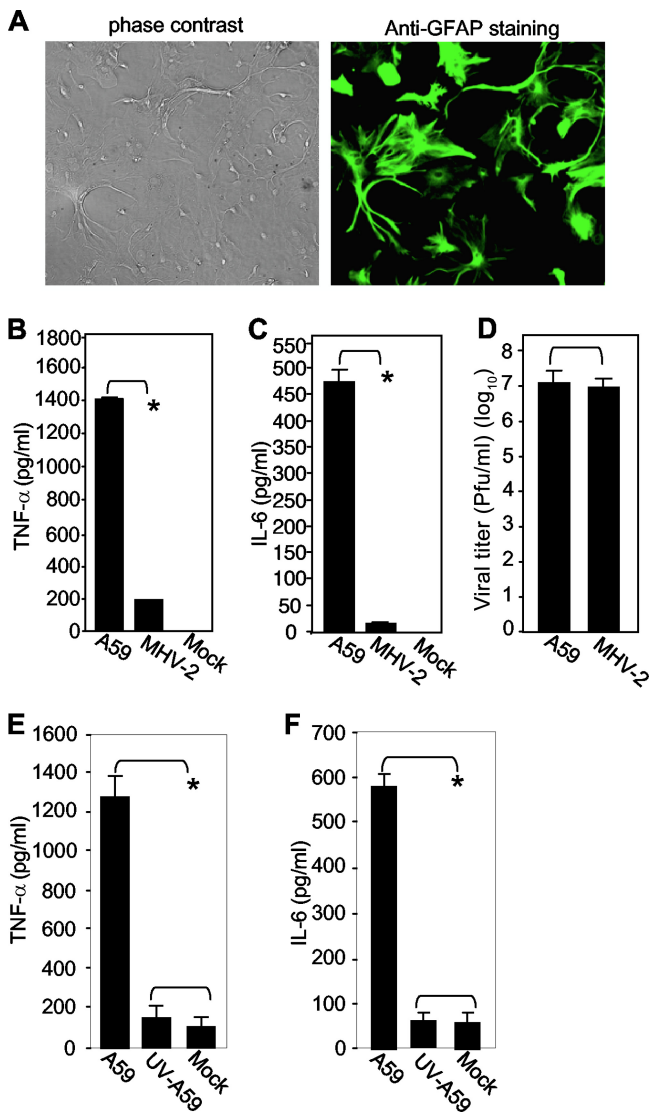 A
phase contrast
Anti-GFAP staining
B
TNF-α (pg/ml)
1800
1600
1400
1200
1000
800
600
400
200
0
*
A59
MHV-2
Mock
C
IL-6 (pg/ml)
550
500
450
400
350
300
250
200
150
100
50
0
*
A59
MHV-2
Mock
D
Viral titer (Pfu/ml) (log10)
8
7
6
5
4
3
2
1
0
A59
MHV-2
E
TNF-α (pg/ml)
1600
1400
1200
1000
800
600
400
200
0
*
A59
UV-A59
Mock
F
IL-6 (pg/ml)
700
600
500
400
300
200
100
0
*
A59
UV-A59
Mock